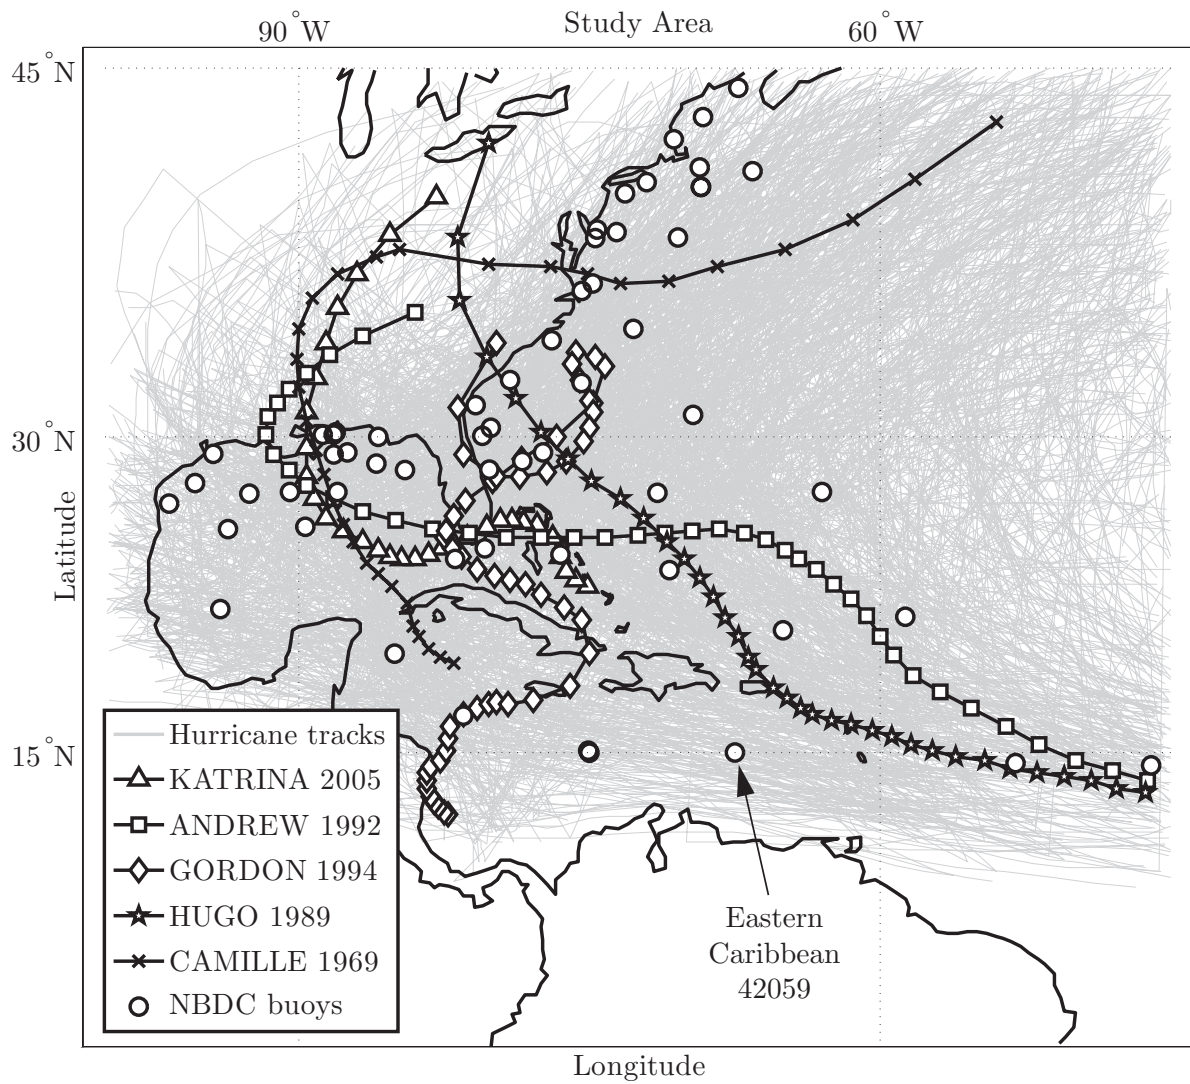 Study Area
90°W 60°W
45°N
30°N
15°N
Latitude
Longitude
Hurricane tracks
KATRINA 2005
ANDREW 1992
GORDON 1994
HUGO 1989
CAMILLE 1969
NBDC buoys
Eastern
Caribbean
42059